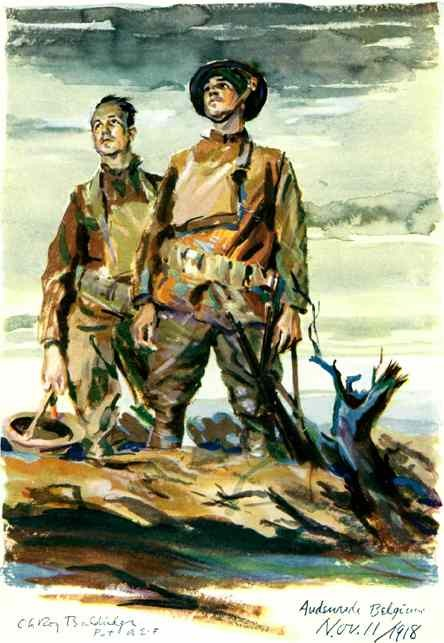 C LeRoy Baldridge
Pvt A.E.F
Audenarde Belgium
Nov. 11/1918